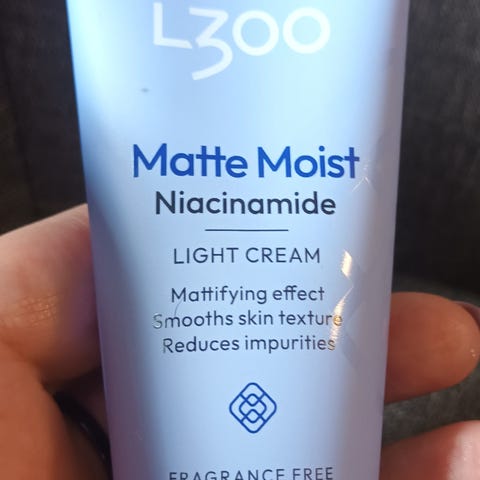 L300
Matte Moist
Niacinamide
LIGHT CREAM
Mattifying effect
Smooths skin texture
Reduces impurities
FRAGRANCE FREE